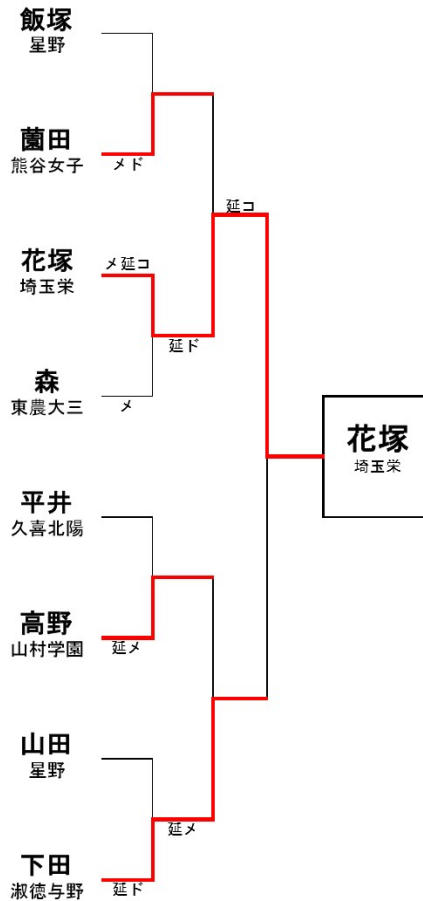 飯塚
星野
薗田
熊谷女子
メド
花塚
埼玉栄
メ延コ
延ド
延コ
森
東農大三
メ
花塚
埼玉栄
平井
久喜北陽
高野
山村学園
延メ
山田
星野
延メ
下田
淑徳与野
延ド